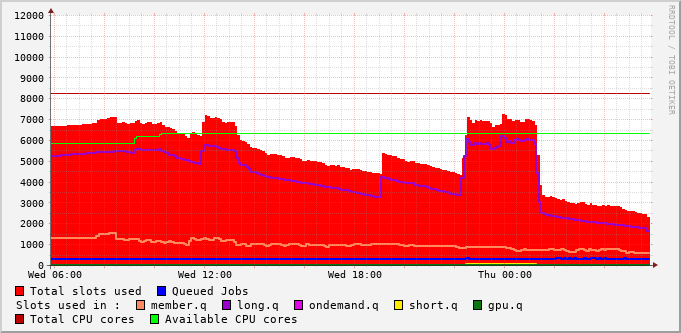 12000
11000
10000
9000
8000
7000
6000
5000
4000
3000
2000
1000
0
Wed 06:00 Wed 12:00 Wed 18:00 Thu 00:00
Total slots used Queued Jobs
Slots used in : member.q long.q ondemand.q short.q gpu.q
Total CPU cores Available CPU cores
RRDTOOL / TOBI OETIKER